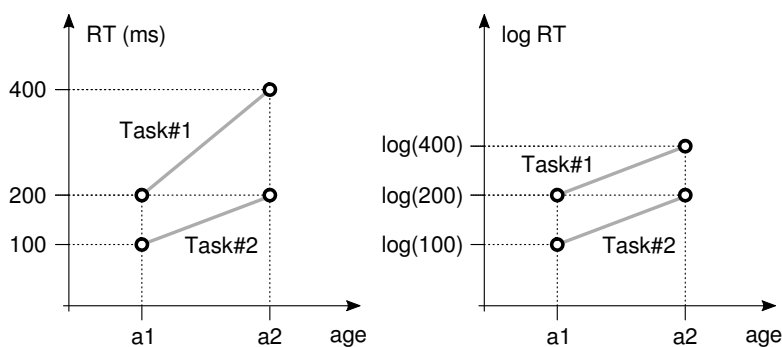 RT (ms)
400
Task#1
200
100
Task#2
a1
a2
age
log RT
log(400)
Task#1
log(200)
log(100)
Task#2
a1
a2
age